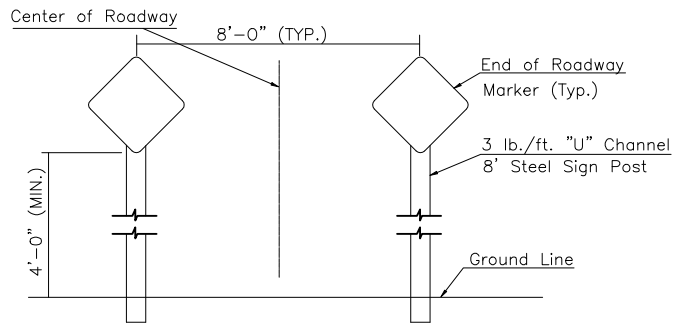 Center of Roadway
8'-0" (TYP.)
End of Roadway
Marker (Typ.)
3 lb./ft. "U" Channel
8' Steel Sign Post
4'-0" (MIN.)
Ground Line